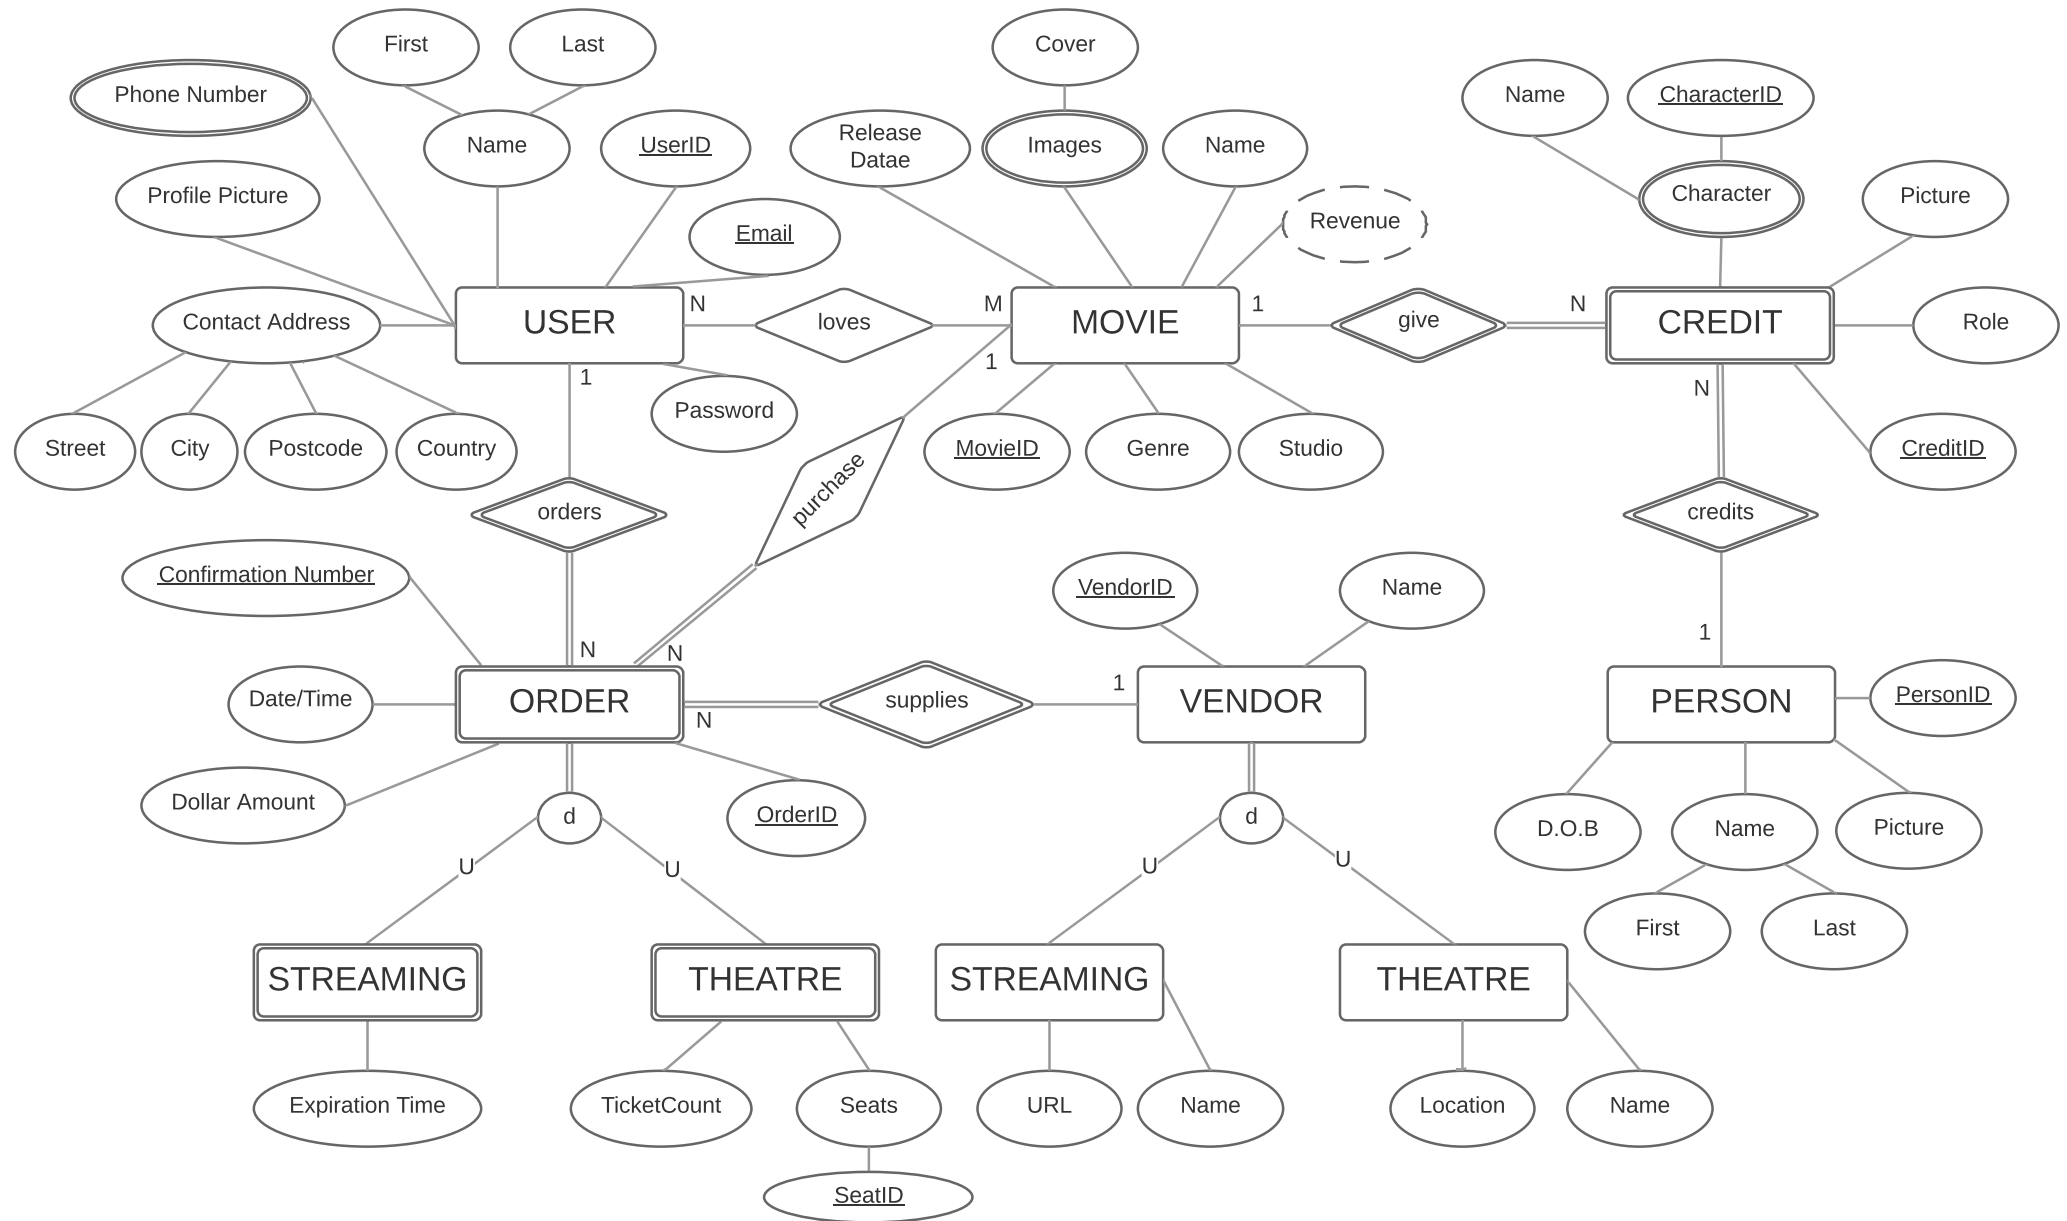 First
Last
Cover
Phone Number
Name
CharacterID
Name
UserID
Release
Datae
Images
Name
Profile Picture
Character
Picture
Email
Revenue
Contact Address
USER
N
loves
M
MOVIE
1
give
N
CREDIT
Role
1
1
N
Password
Street
City
Postcode
Country
MovieID
Genre
Studio
CreditID
purchase
orders
credits
Confirmation Number
VendorID
Name
N
N
1
Date/Time
ORDER
N
supplies
1
VENDOR
PERSON
PersonID
Dollar Amount
d
OrderID
d
D.O.B
Name
Picture
U
U
U
U
First
Last
STREAMING
THEATRE
STREAMING
THEATRE
Expiration Time
TicketCount
Seats
URL
Name
Location
Name
SeatID